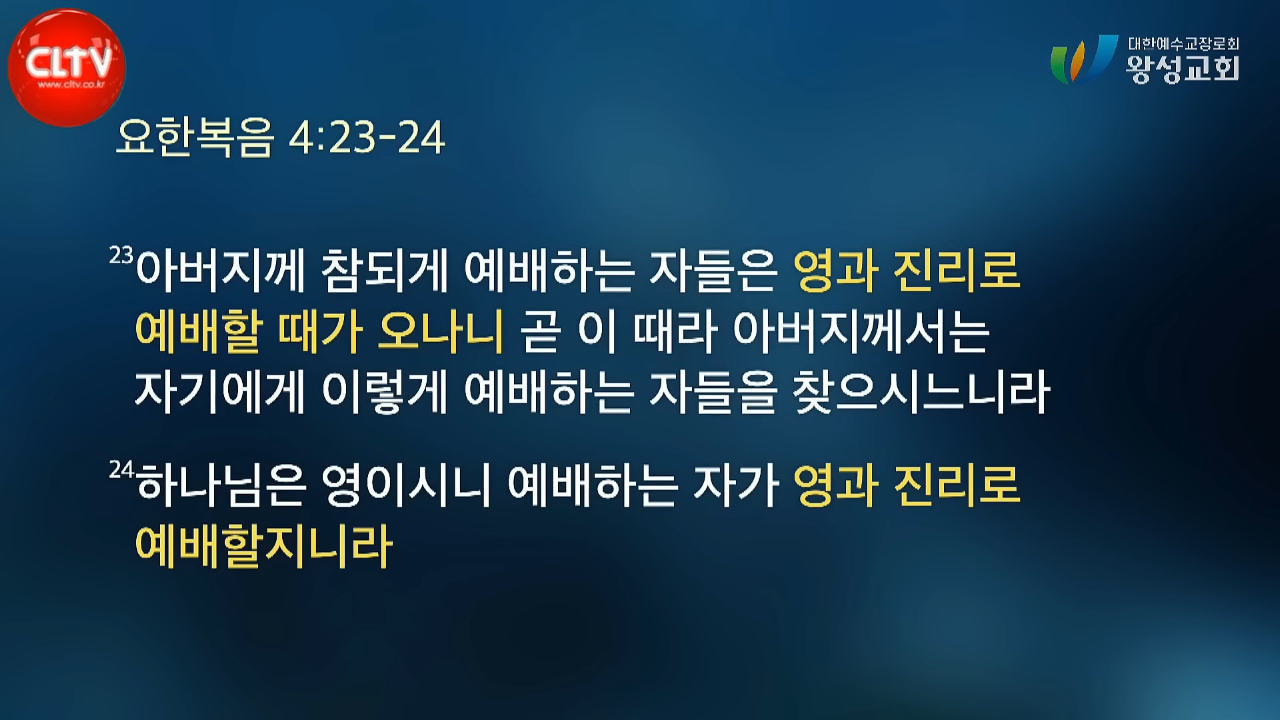 CLTV
www.cltv.co.kr
대한예수교장로회
왕성교회
요한복음 4:23-24
23아버지께 참되게 예배하는 자들은 영과 진리로
예배할 때가 오나니 곧 이 때라 아버지께서는
자기에게 이렇게 예배하는 자들을 찾으시느니라
24하나님은 영이시니 예배하는 자가 영과 진리로
예배할지니라